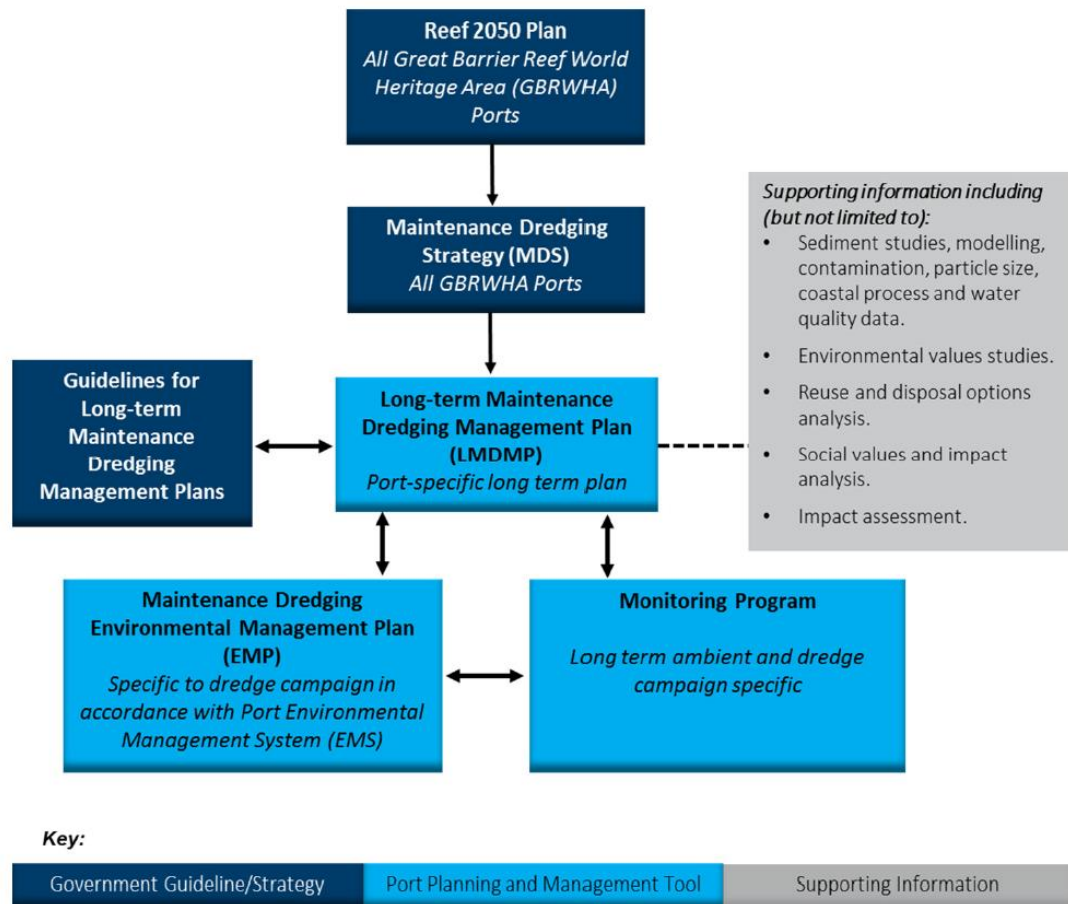 Reef 2050 Plan
All Great Barrier Reef World
Heritage Area (GBRWHA)
Ports
Maintenance Dredging
Strategy (MDS)
All GBRWHA Ports
Supporting information including
(but not limited to):
• Sediment studies, modelling,
contamination, particle size,
coastal process and water
quality data.
• Environmental values studies.
• Reuse and disposal options
analysis.
• Social values and impact
analysis.
• Impact assessment.
Guidelines for
Long-term
Maintenance
Dredging
Management Plans
Long-term Maintenance
Dredging Management Plan
(LMDMP)
Port-specific long term plan
Maintenance Dredging
Environmental Management Plan
(EMP)
Specific to dredge campaign in
accordance with Port Environmental
Management System (EMS)
Monitoring Program
Long term ambient and dredge
campaign specific
Key:
Government Guideline/Strategy
Port Planning and Management Tool
Supporting Information